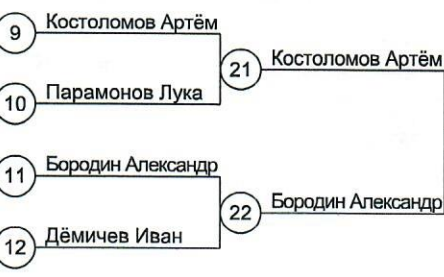 9 Костоломов Артём
21 Костоломов Артём
10 Парамонов Лука
11 Бородин Александр
22 Бородин Александр
12 Дёмичев Иван